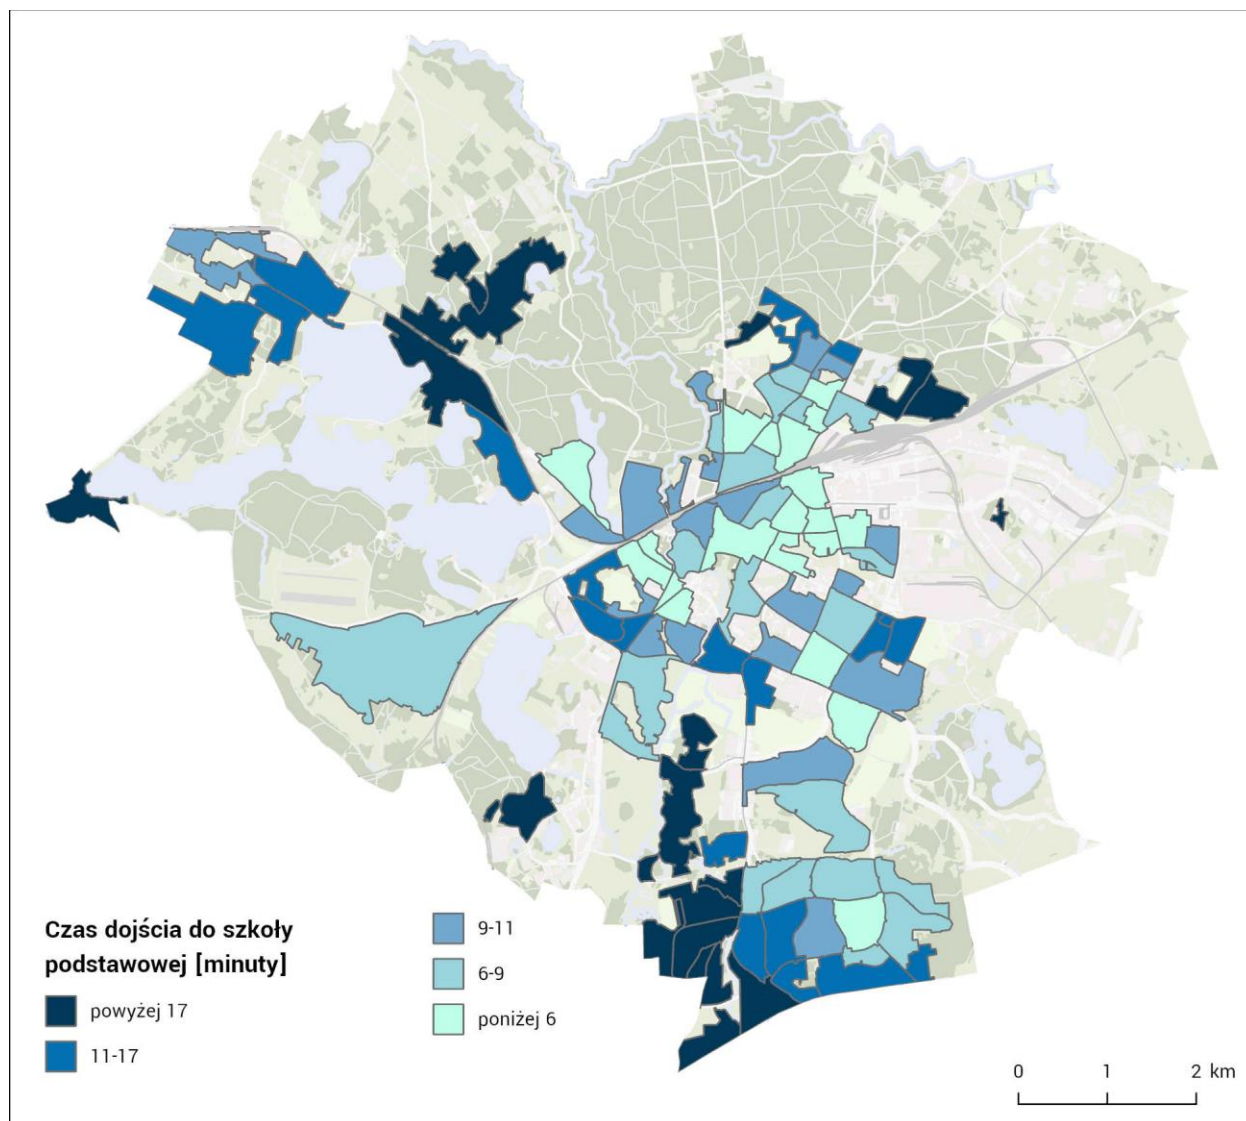 Czas dojścia do szkoły
podstawowej [minuty]
powyżej 17
11-17
9-11
6-9
poniżej 6
0 1 2 km